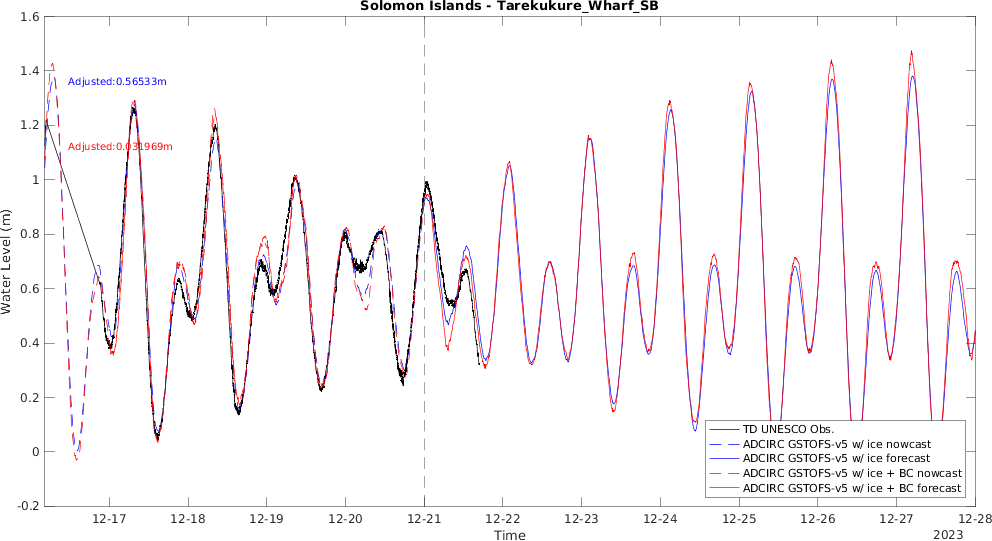 Solomon Islands - Tarekukure_Wharf_SB
1.6
1.4
1.2
1
0.8
0.6
0.4
0.2
0
-0.2
Water Level (m)
Adjusted:0.56533m
Adjusted:0.031969m
TD UNESCO Obs.
ADCIRC GSTOFS-v5 w/ ice nowcast
ADCIRC GSTOFS-v5 w/ ice forecast
ADCIRC GSTOFS-v5 w/ ice + BC nowcast
ADCIRC GSTOFS-v5 w/ ice + BC forecast
12-17 12-18 12-19 12-20 12-21 12-22 12-23 12-24 12-25 12-26 12-27 12-28
Time
2023